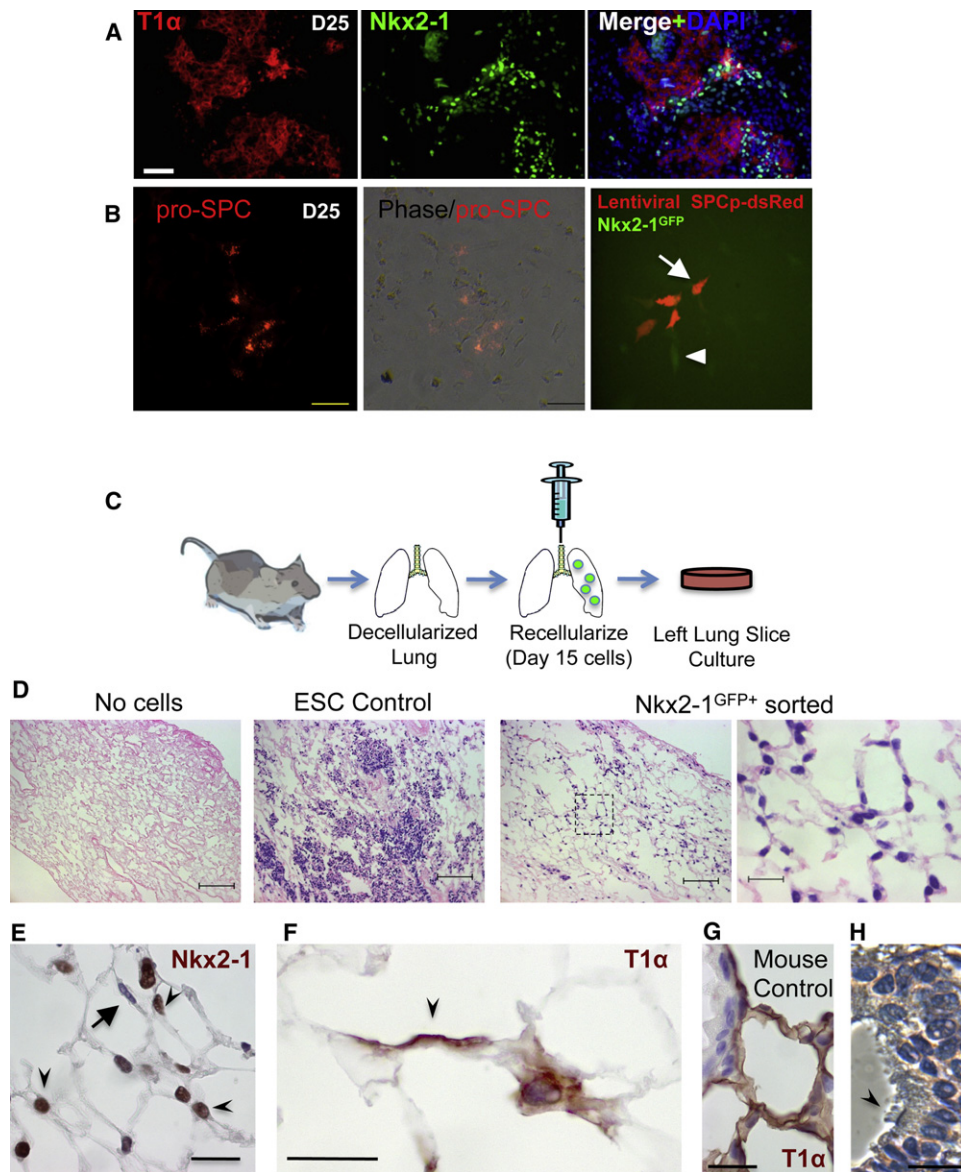 A
T1α
D25
Nkx2-1
Merge+DAPI
B
pro-SPC
D25
Phase/pro-SPC
Lentiviral SPCp-dsRed
Nkx2-1GFP
C
Decellularized
Lung
Recellularize
(Day 15 cells)
Left Lung Slice
Culture
D
No cells
ESC Control
Nkx2-1GFP+ sorted
E
Nkx2-1
F
T1α
G
Mouse
Control
T1α
H